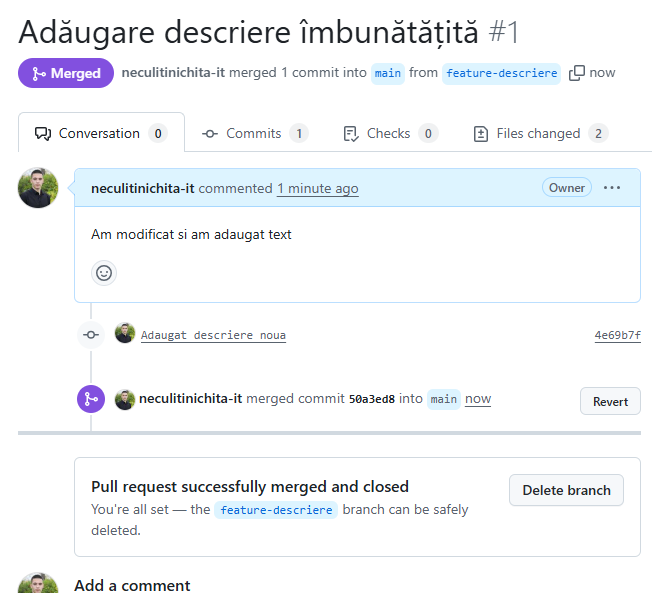 Adăugare descriere îmbunătățită #1
Merged neculitinichita-it merged 1 commit into main from feature-descriere now
Conversation 0 Commits 1 Checks 0 Files changed 2
neculitinichita-it commented 1 minute ago Owner ...
Am modificat si am adaugat text
Adaugat descriere noua 4e69b7f
neculitinichita-it merged commit 50a3ed8 into main now Revert
Pull request successfully merged and closed
Delete branch
You're all set — the feature-descriere branch can be safely
deleted.
Add a comment